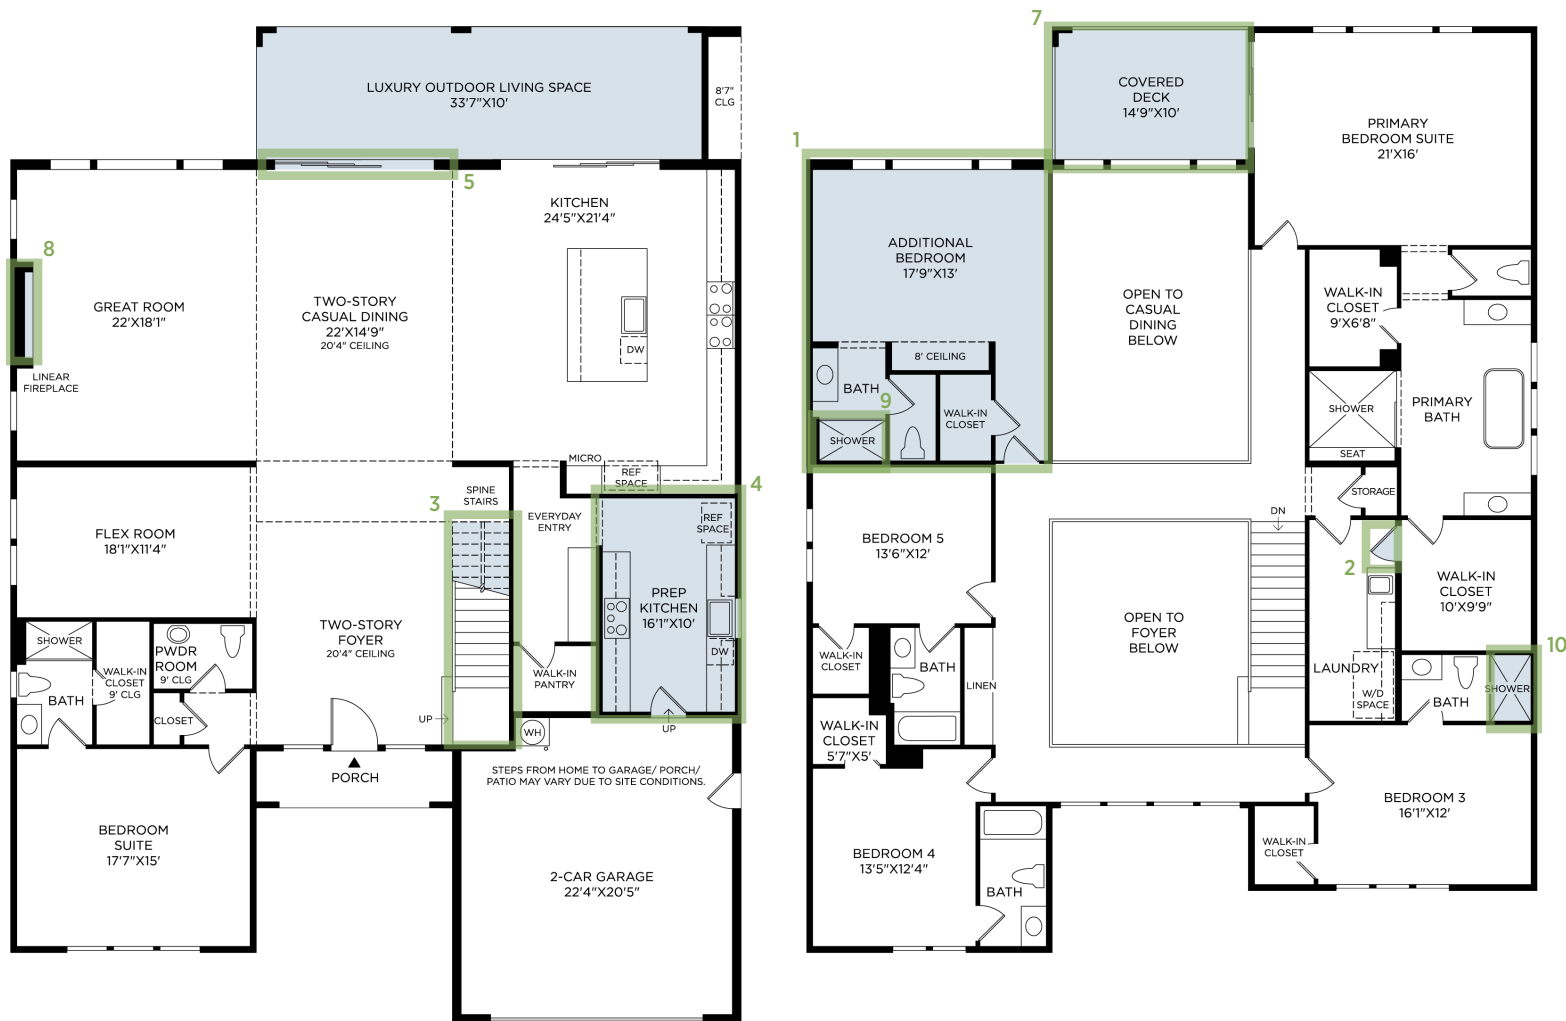 LUXURY OUTDOOR LIVING SPACE
33'7"X10'
8'7"
CLG
5
KITCHEN
24'5"X21'4"
8
GREAT ROOM
22'X18'1"
TWO-STORY
CASUAL DINING
22'X14'9"
20'4" CEILING
DW
LINEAR
FIREPLACE
MICRO
REF
SPACE
SPINE
STAIRS
3
4
EVERYDAY
ENTRY
REF
SPACE
FLEX ROOM
18'1"X11'4"
PREP
KITCHEN
16'1"X10'
DW
TWO-STORY
FOYER
20'4" CEILING
SHOWER
PWDR
ROOM
9' CLG
WALK-IN
CLOSET
9' CLG
BATH
CLOSET
WALK-IN
PANTRY
UP
UP
WH
PORCH
STEPS FROM HOME TO GARAGE/ PORCH/
PATIO MAY VARY DUE TO SITE CONDITIONS.
BEDROOM
SUITE
17'7"X15'
2-CAR GARAGE
22'4"X20'5"
7
COVERED
DECK
14'9"X10'
1
PRIMARY
BEDROOM SUITE
21'X16'
ADDITIONAL
BEDROOM
17'9"X13'
OPEN TO
CASUAL
DINING
BELOW
WALK-IN
CLOSET
9'X6'8"
8' CEILING
BATH
9
WALK-IN
CLOSET
SHOWER
SHOWER
PRIMARY
BATH
SEAT
STORAGE
DN
BEDROOM 5
13'6"X12'
2
WALK-IN
CLOSET
10'X9'9"
OPEN TO
FOYER
BELOW
10
WALK-IN
CLOSET
BATH
LINEN
LAUNDRY
W/D
SPACE
BATH
SHOWER
WALK-IN
CLOSET
5'7"X5'
BEDROOM 3
16'1"X12'
WALK-IN
CLOSET
BEDROOM 4
13'5"X12'4"
BATH